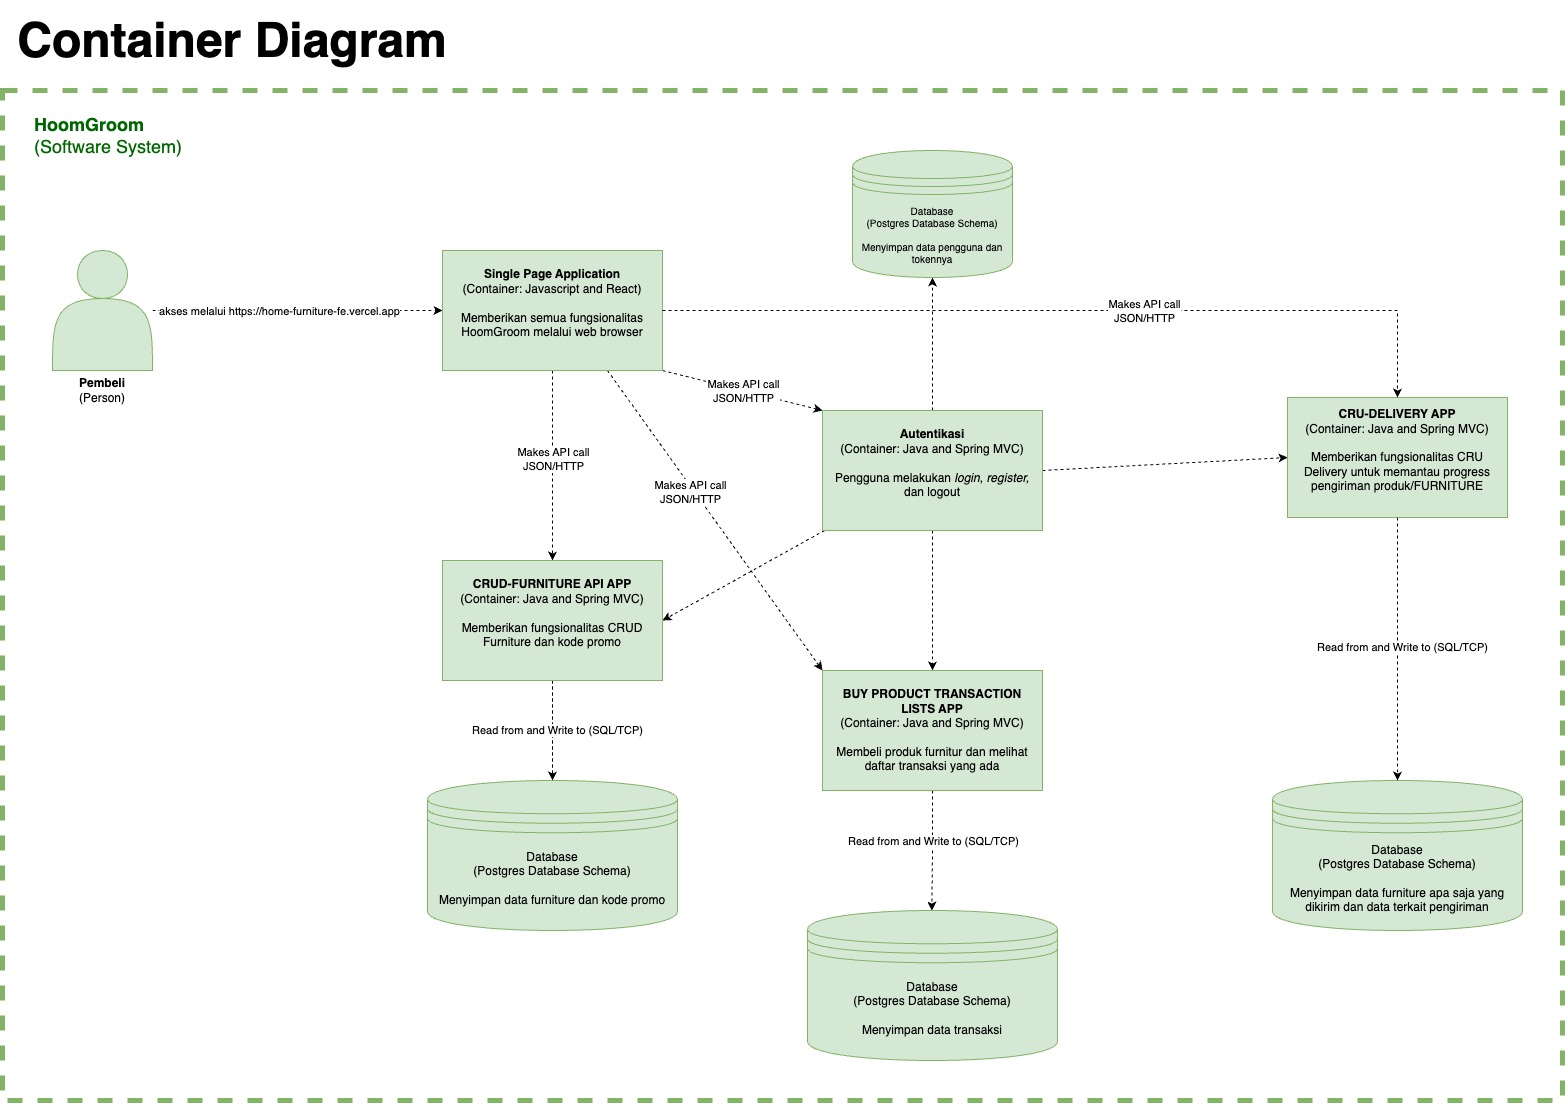 Container Diagram
HoomGroom
(Software System)
Database
(Postgres Database Schema)
Menyimpan data pengguna dan
tokennya
Pembeli
(Person)
akses melalui https://home-furniture-fe.vercel.app
Single Page Application
(Container: Javascript and React)
Memberikan semua fungsionalitas
HoomGroom melalui web browser
Makes API call
JSON/HTTP
Makes API call
JSON/HTTP
Makes API call
JSON/HTTP
Makes API call
JSON/HTTP
Autentikasi
(Container: Java and Spring MVC)
Pengguna melakukan login, register,
dan logout
CRU-DELIVERY APP
(Container: Java and Spring MVC)
Memberikan fungsionalitas CRU
Delivery untuk memantau progress
pengiriman produk/FURNITURE
CRUD-FURNITURE API APP
(Container: Java and Spring MVC)
Memberikan fungsionalitas CRUD
Furniture dan kode promo
BUY PRODUCT TRANSACTION
LISTS APP
(Container: Java and Spring MVC)
Membeli produk furnitur dan melihat
daftar transaksi yang ada
Read from and Write to (SQL/TCP)
Read from and Write to (SQL/TCP)
Read from and Write to (SQL/TCP)
Database
(Postgres Database Schema)
Menyimpan data furniture dan kode promo
Database
(Postgres Database Schema)
Menyimpan data transaksi
Database
(Postgres Database Schema)
Menyimpan data furniture apa saja yang
dikirim dan data terkait pengiriman